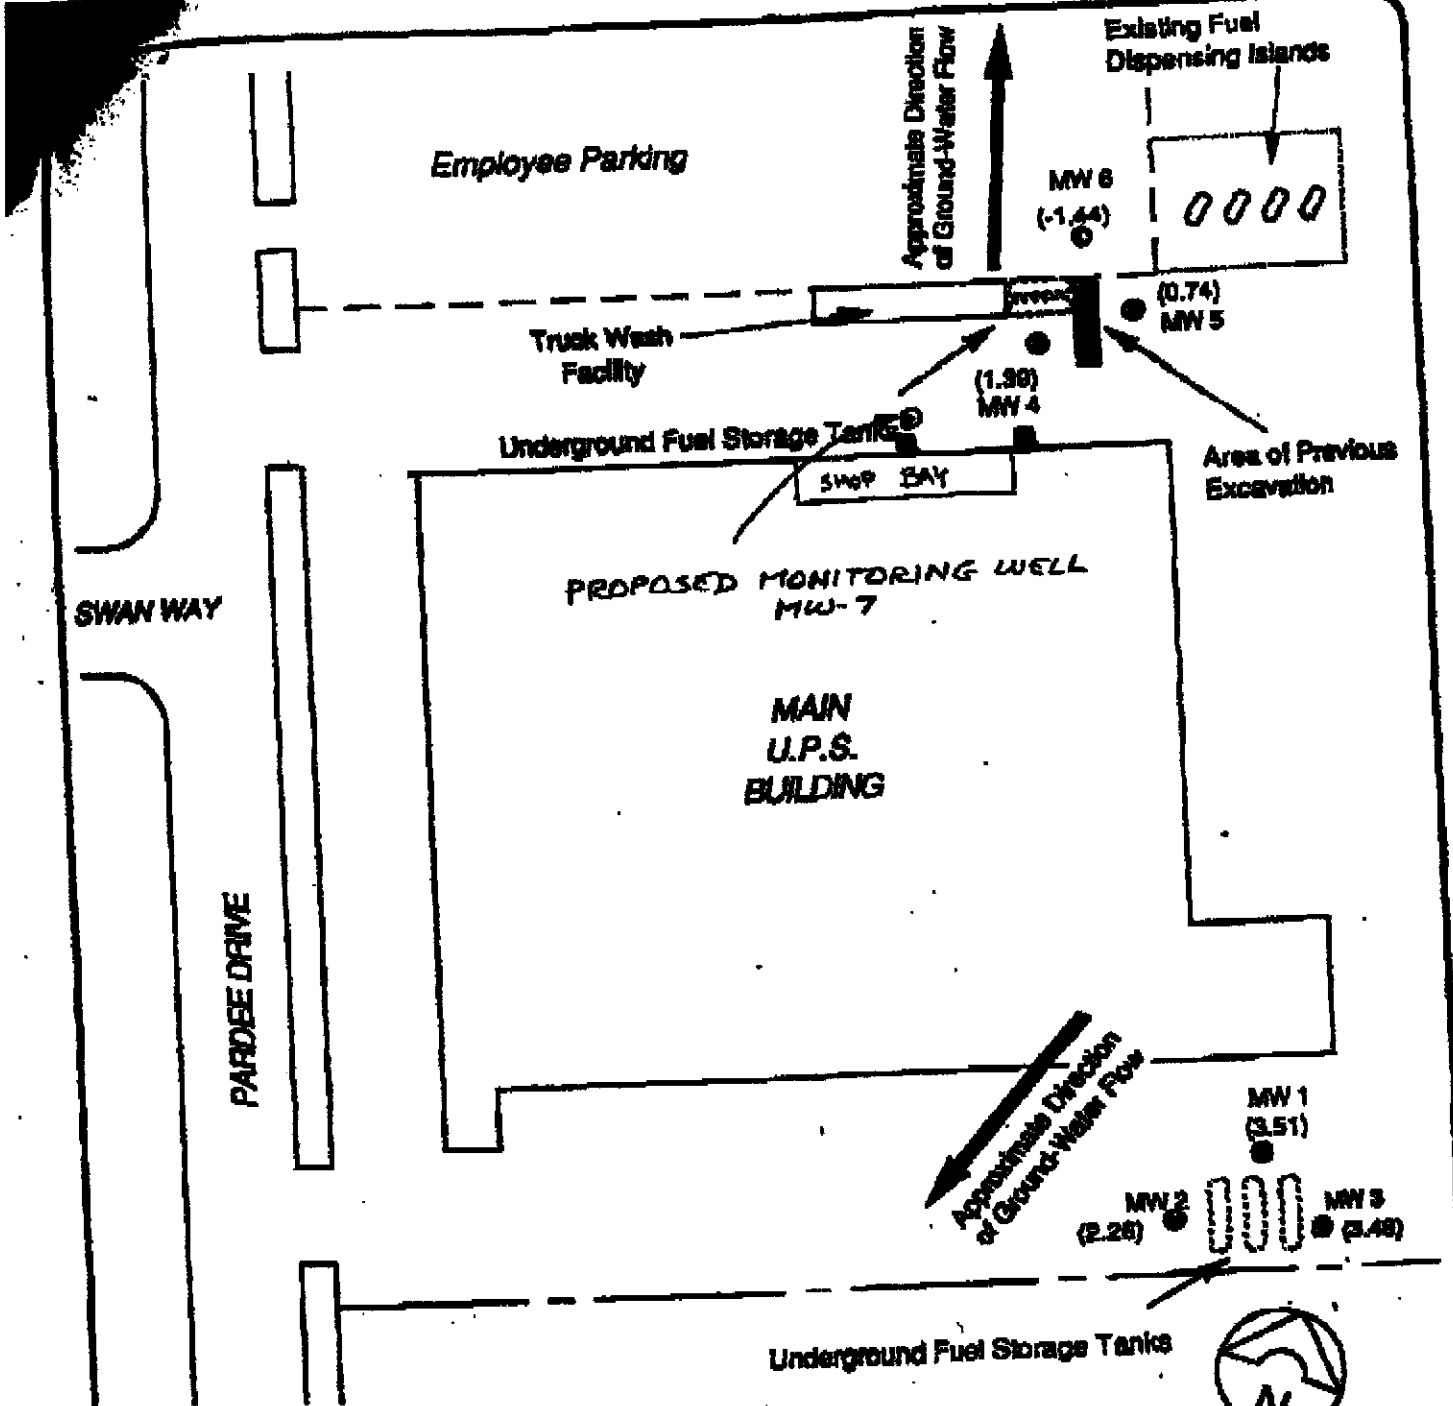 Approximate Direction
of Ground-Water Flow
Existing Fuel
Dispensing Islands
Employee Parking
MW 6
(-1.44)
(0.74)
MW 5
Truck Wash
Facility
(1.39)
MW 4
Underground Fuel Storage Tanks
Area of Previous
Excavation
SHOP BAY
PROPOSED MONITORING WELL
MW-7
SWAN WAY
MAIN
U.P.S.
BUILDING
PARDEE DRIVE
Approximate Direction
of Ground-Water Flow
MW 1
(3.51)
MW 2
(2.26)
MW 3
Underground Fuel Storage Tanks
N